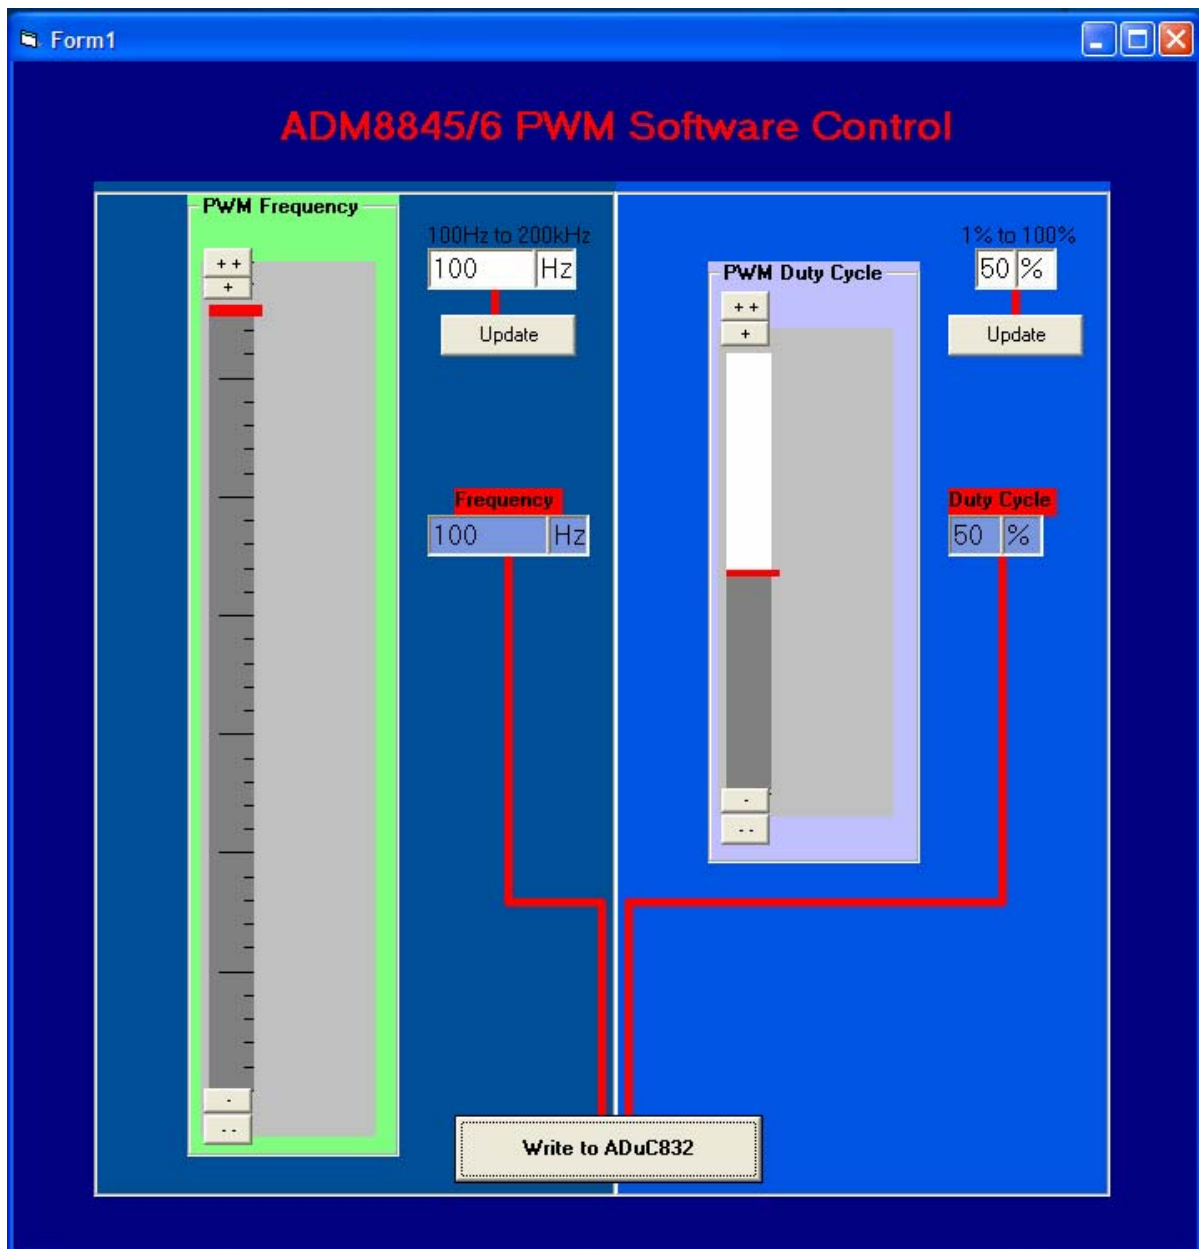 Form1
ADM8845/6 PWM Software Control
PWM Frequency
++
+
-
--
100Hz to 200kHz
100 Hz
Update
Frequency
100 Hz
PWM Duty Cycle
++
+
-
--
1% to 100%
50 %
Update
Duty Cycle
50 %
Write to ADuC832